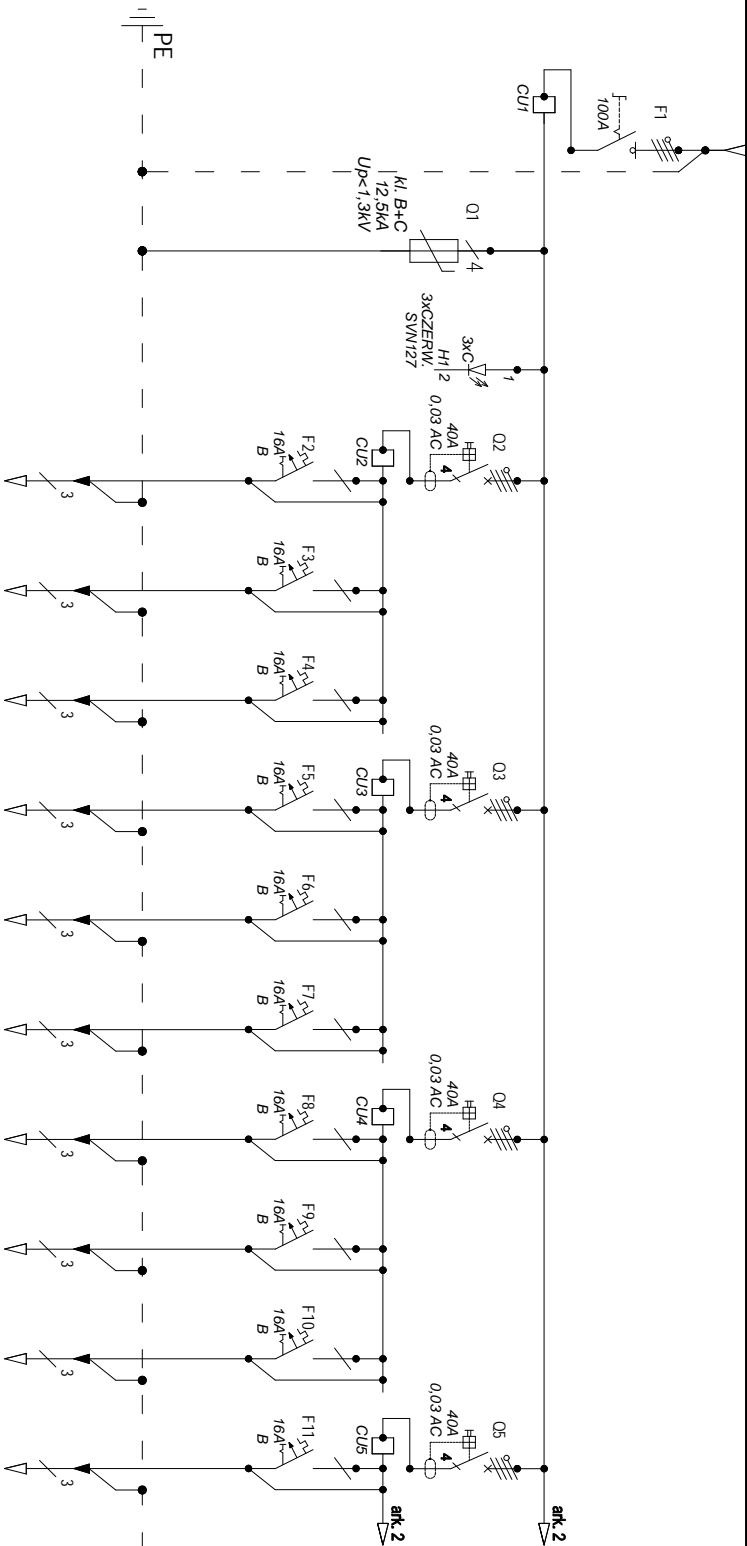 PE
F1
100A
CU1
Q1
4
kl. B+C
12,5kA
Up<1,3kV
1
3xC
H1 2
3xCZERW.
SVN127
Q2
40A
0,03 AC
4
CU2
F2
16A
B
3
F3
16A
B
3
F4
16A
B
3
Q3
40A
0,03 AC
4
CU3
F5
16A
B
3
F6
16A
B
3
F7
16A
B
3
Q4
40A
0,03 AC
4
CU4
F8
16A
B
3
F9
16A
B
3
F10
16A
B
3
Q5
40A
0,03 AC
4
CU5
F11
16A
B
3
ark. 2
ark. 2